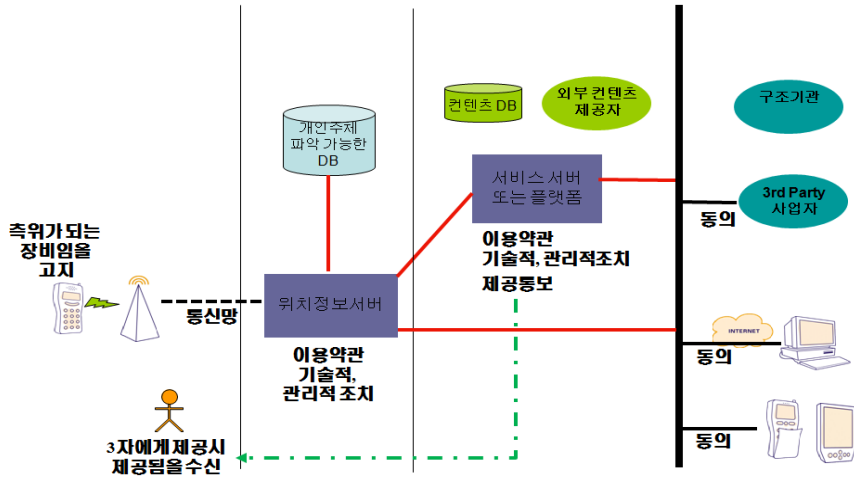 측위가 되는
장비임을
고지
통신망
3자에게 제공시
제공됨을 수신
개인 주체
파악 가능한
DB
위치정보서버
이용약관
기술적,
관리적 조치
컨텐츠 DB
외부 컨텐츠
제공자
서비스 서버
또는 플랫폼
이용약관
기술적, 관리적조치
제공통보
구조기관
3rd Party
사업자
동의
INTERNET
동의
동의